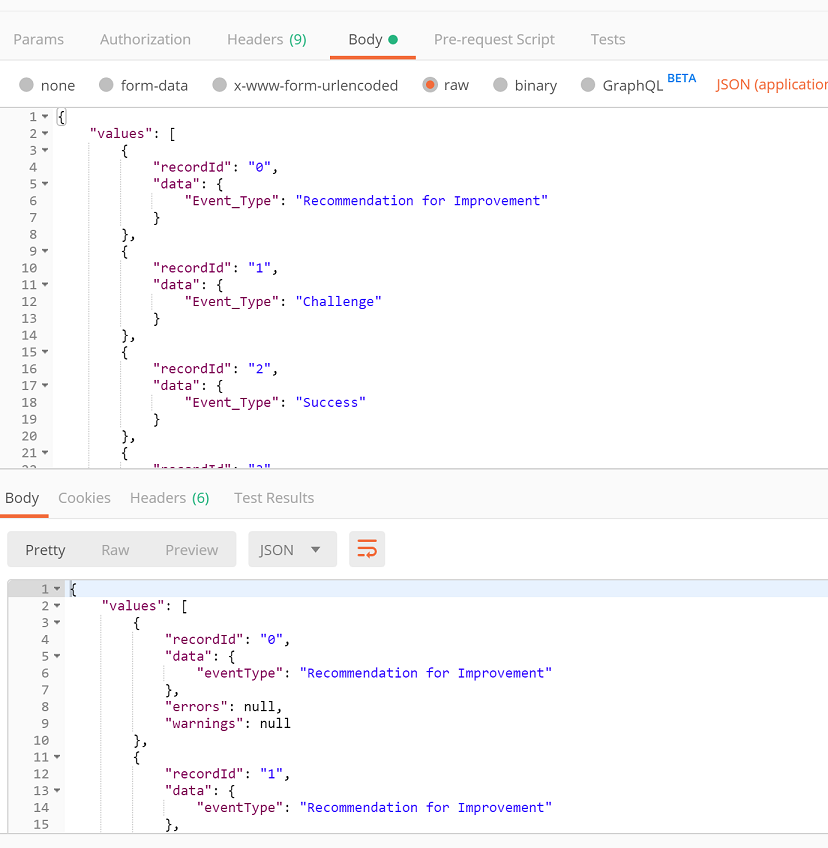 Params Authorization Headers (9) Body Pre-request Script Tests
none form-data x-www-form-urlencoded raw binary GraphQL BETA JSON (application
1 {
2 "values": [
3 {
4 "recordId": "0",
5 "data": {
6 "Event_Type": "Recommendation for Improvement"
7 }
8 },
9 {
10 "recordId": "1",
11 "data": {
12 "Event_Type": "Challenge"
13 }
14 },
15 {
16 "recordId": "2",
17 "data": {
18 "Event_Type": "Success"
19 }
20 },
21 {
Body Cookies Headers (6) Test Results
Pretty Raw Preview JSON
1 {
2 "values": [
3 {
4 "recordId": "0",
5 "data": {
6 "eventType": "Recommendation for Improvement"
7 },
8 "errors": null,
9 "warnings": null
10 },
11 {
12 "recordId": "1",
13 "data": {
14 "eventType": "Recommendation for Improvement"
15 },